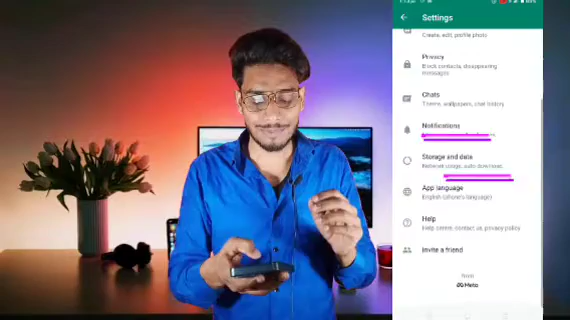 Settings
Create, edit, profile photo
Privacy
Block contacts, disappearing
messages
Chats
Theme, wallpapers, chat history
Notifications
Storage and data
Network usage, auto-download
App language
English (phone's language)
Help
Help center, contact us, privacy policy
Invite a friend
from
Meta